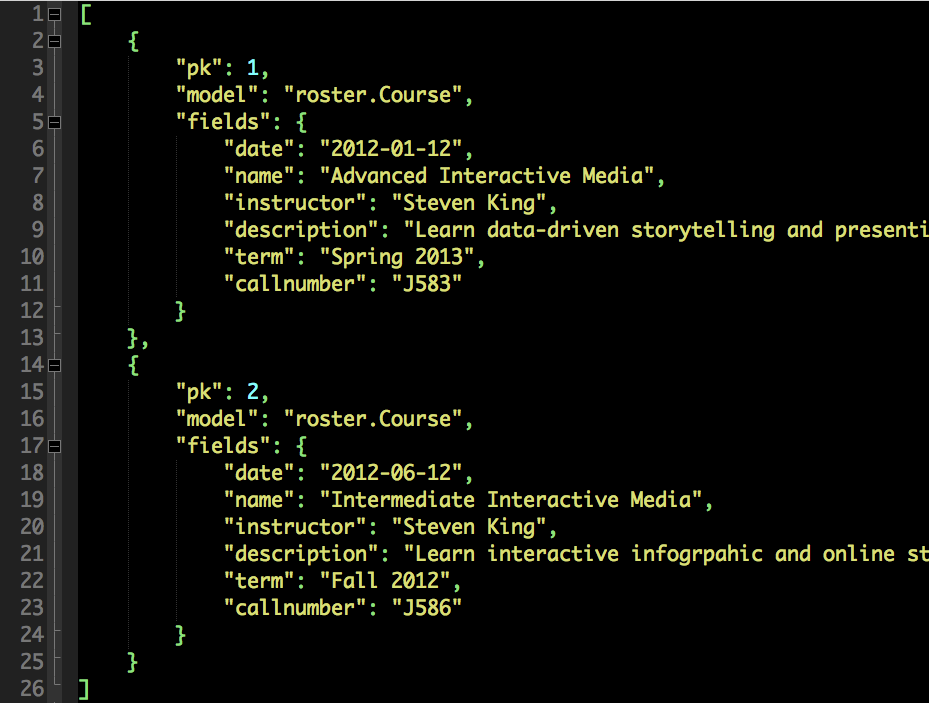 1 [
2     {
3         "pk": 1,
4         "model": "roster.Course",
5         "fields": {
6             "date": "2012-01-12",
7             "name": "Advanced Interactive Media",
8             "instructor": "Steven King",
9             "description": "Learn data-driven storytelling and presenti
10             "term": "Spring 2013",
11             "callnumber": "J583"
12         }
13     },
14     {
15         "pk": 2,
16         "model": "roster.Course",
17         "fields": {
18             "date": "2012-06-12",
19             "name": "Intermediate Interactive Media",
20             "instructor": "Steven King",
21             "description": "Learn interactive infogrpahic and online st
22             "term": "Fall 2012",
23             "callnumber": "J586"
24         }
25     }
26 ]